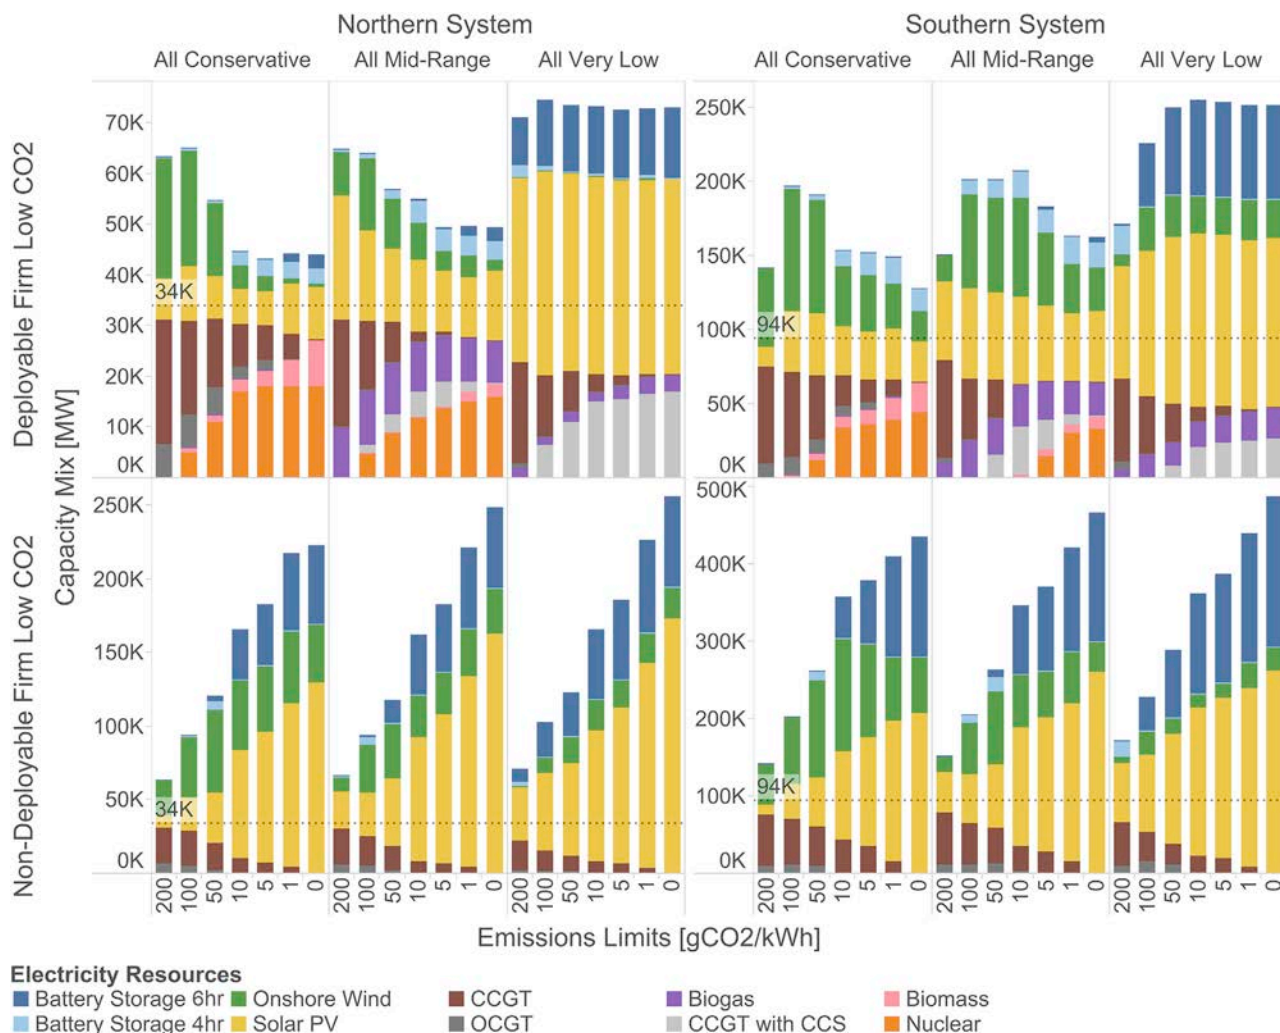 Northern System
Southern System
All Conservative
All Mid-Range
All Very Low
All Conservative
All Mid-Range
All Very Low
Deployable Firm Low CO2
Non-Deployable Firm Low CO2
Capacity Mix [MW]
70K
60K
50K
40K
30K
20K
10K
0K
34K
250K
200K
150K
100K
50K
0K
94K
250K
200K
150K
100K
50K
0K
34K
500K
400K
300K
200K
100K
0K
94K
200 100 50 10 5 1 0
200 100 50 10 5 1 0
200 100 50 10 5 1 0
200 100 50 10 5 1 0
200 100 50 10 5 1 0
200 100 50 10 5 1 0
Emissions Limits [gCO2/kWh]
Electricity Resources
Battery Storage 6hr
Onshore Wind
CCGT
Biogas
Biomass
Battery Storage 4hr
Solar PV
OCGT
CCGT with CCS
Nuclear